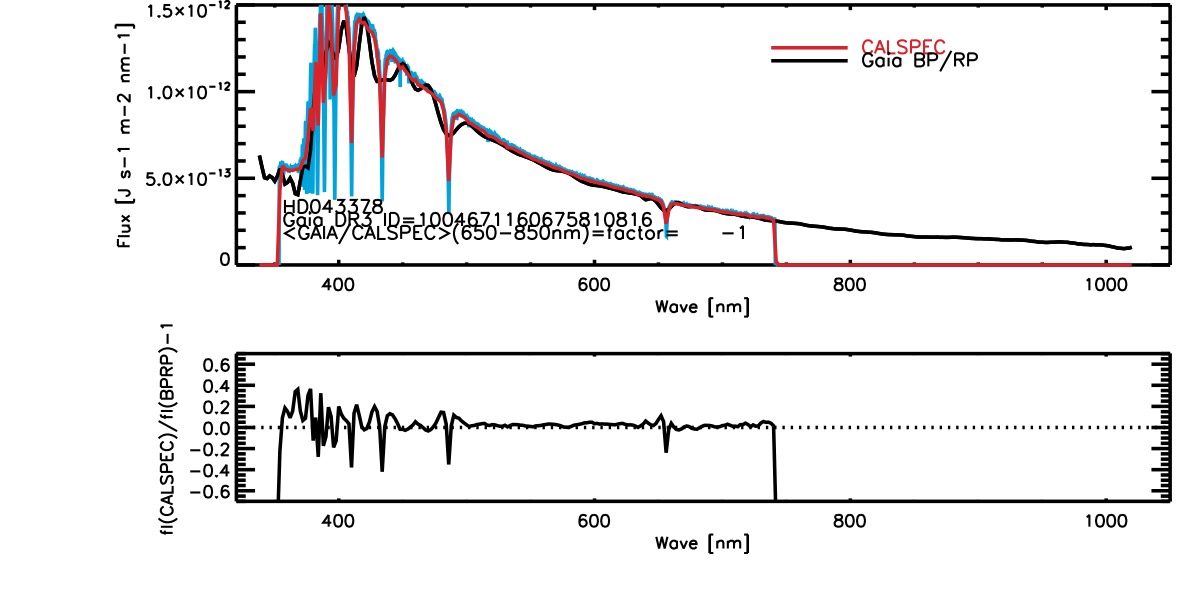 1.5×10−12
1.0×10−12
5.0×10−13
0
Flux [J s−1 m−2 nm−1]
CALSPEC
Gaia BP/RP
HD043378
Gaia DR3 ID=1004671160675810816
<GAIA/CALSPEC>(650−850nm)=factor= −1
400 600 800 1000
Wave [nm]
fl(CALSPEC)/fl(BPRP)−1
0.6
0.4
0.2
0.0
−0.2
−0.4
−0.6
400 600 800 1000
Wave [nm]